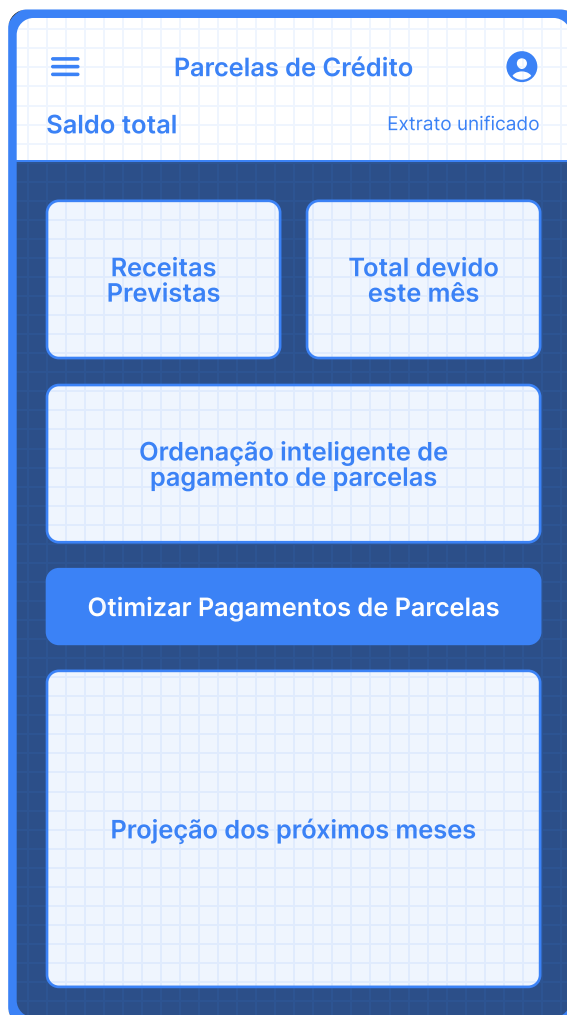 Parcelas de Crédito
Saldo total
Extrato unificado
Receitas
Previstas
Total devido
este mês
Ordenação inteligente de
pagamento de parcelas
Otimizar Pagamentos de Parcelas
Projeção dos próximos meses